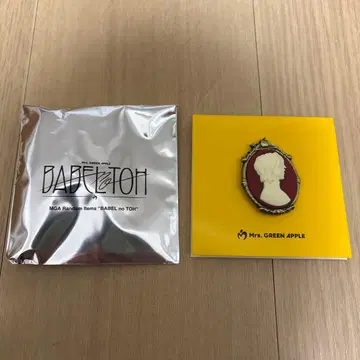 Mrs. GREEN APPLE
BABEL no TOH
MGA Random Items "BABEL no TOH"
Mrs. GREEN APPLE